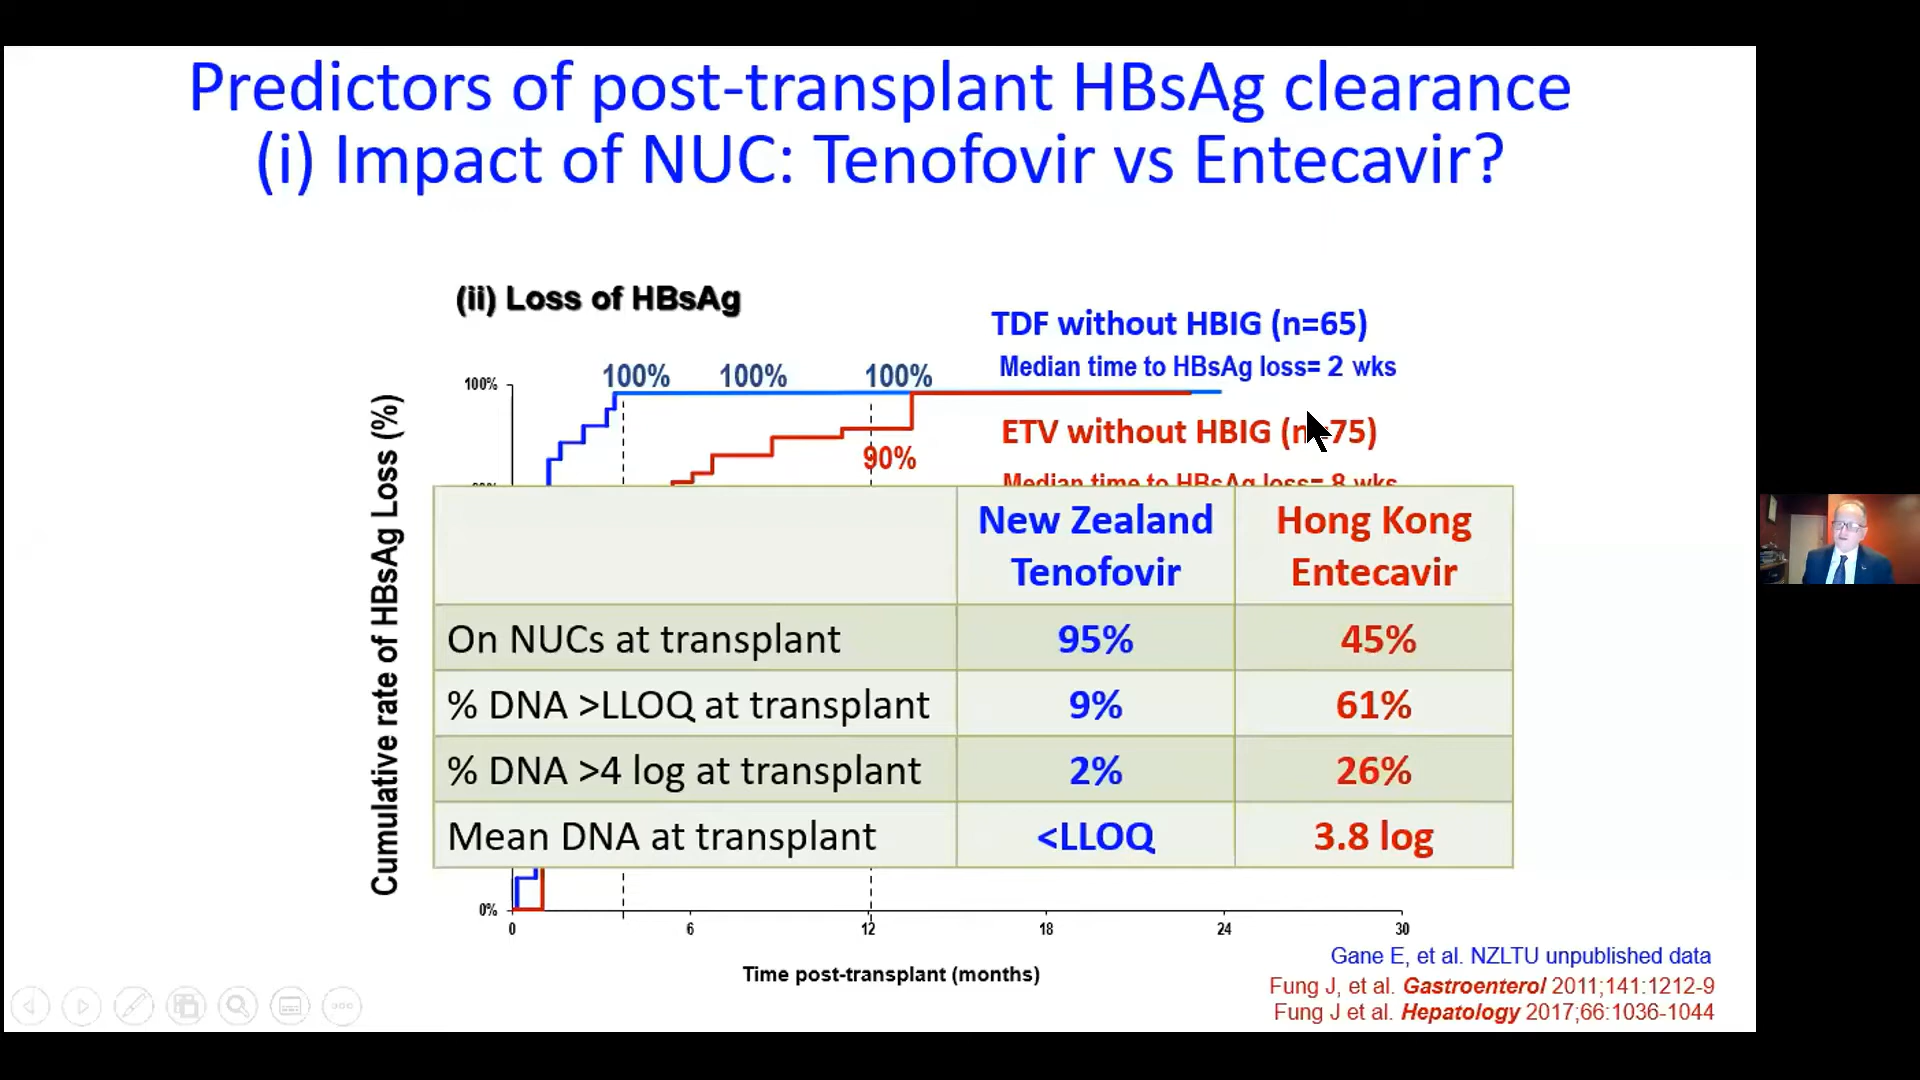 Predictors of post-transplant HBsAg clearance
(i) Impact of NUC: Tenofovir vs Entecavir?
(ii) Loss of HBsAg
TDF without HBIG (n=65)
Median time to HBsAg loss= 2 wks
100%
100%
100%
100%
ETV without HBIG (n=75)
90%
Median time to HBsAg loss= 8 wks
Cumulative rate of HBsAg Loss (%)
New Zealand Tenofovir
Hong Kong Entecavir
On NUCs at transplant 95% 45%
% DNA >LLOQ at transplant 9% 61%
% DNA >4 log at transplant 2% 26%
Mean DNA at transplant <LLOQ 3.8 log
0%
0 6 12 18 24 30
Time post-transplant (months)
Gane E, et al. NZLTU unpublished data
Fung J, et al. Gastroenterol 2011;141:1212-9
Fung J et al. Hepatology 2017;66:1036-1044